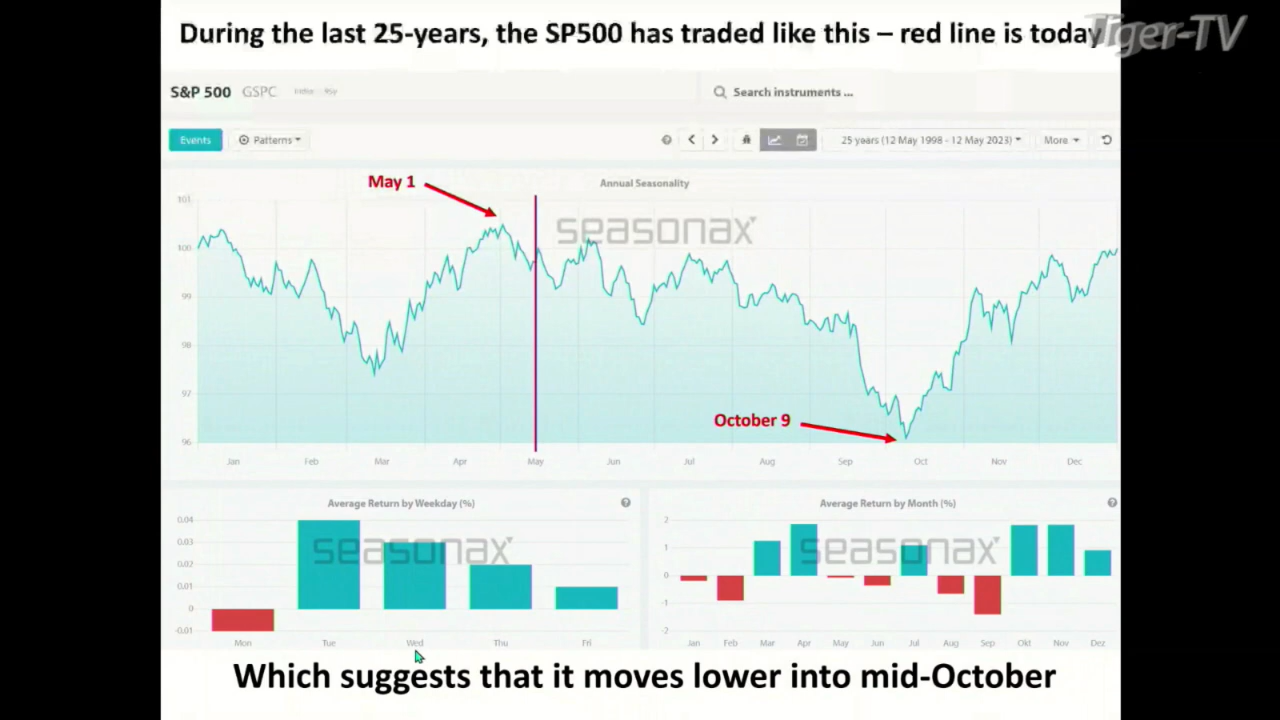 During the last 25-years, the SP500 has traded like this – red line is today
Tiger-TV
S&P 500 GSPC
Search instruments ...
Events
Patterns
25 years (12 May 1998 - 12 May 2023)
More
May 1
Annual Seasonality
seasonax
101
100
99
98
97
96
October 9
Jan Feb Mar Apr May Jun Jul Aug Sep Oct Nov Dec
Average Return by Weekday (%)
seasonax
0.04
0.03
0.02
0.01
0
-0.01
Mon Tue Wed Thu Fri
Average Return by Month (%)
seasonax
2
1
0
-1
-2
Jan Feb Mar Apr May Jun Jul Aug Sep Okt Nov Dez
Which suggests that it moves lower into mid-October